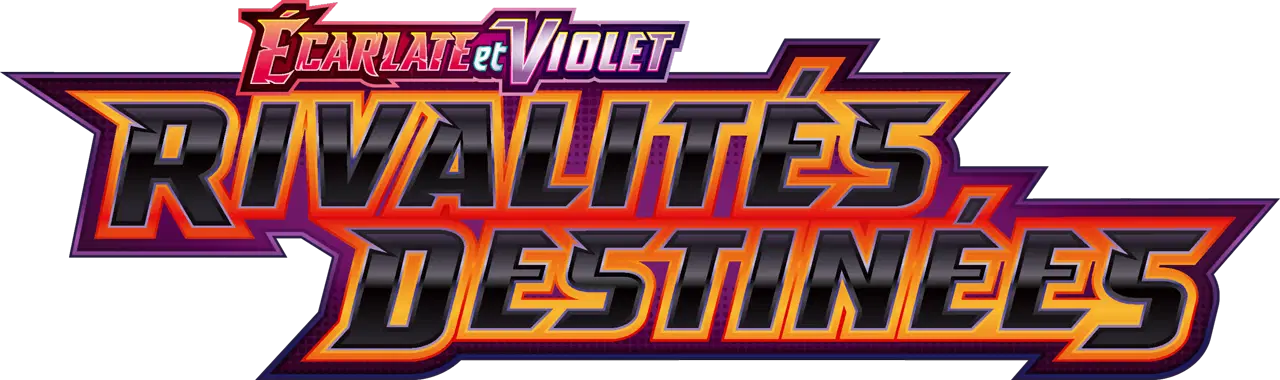 ÉCARLATE et VIOLET
RIVALITÉS
DESTINÉES